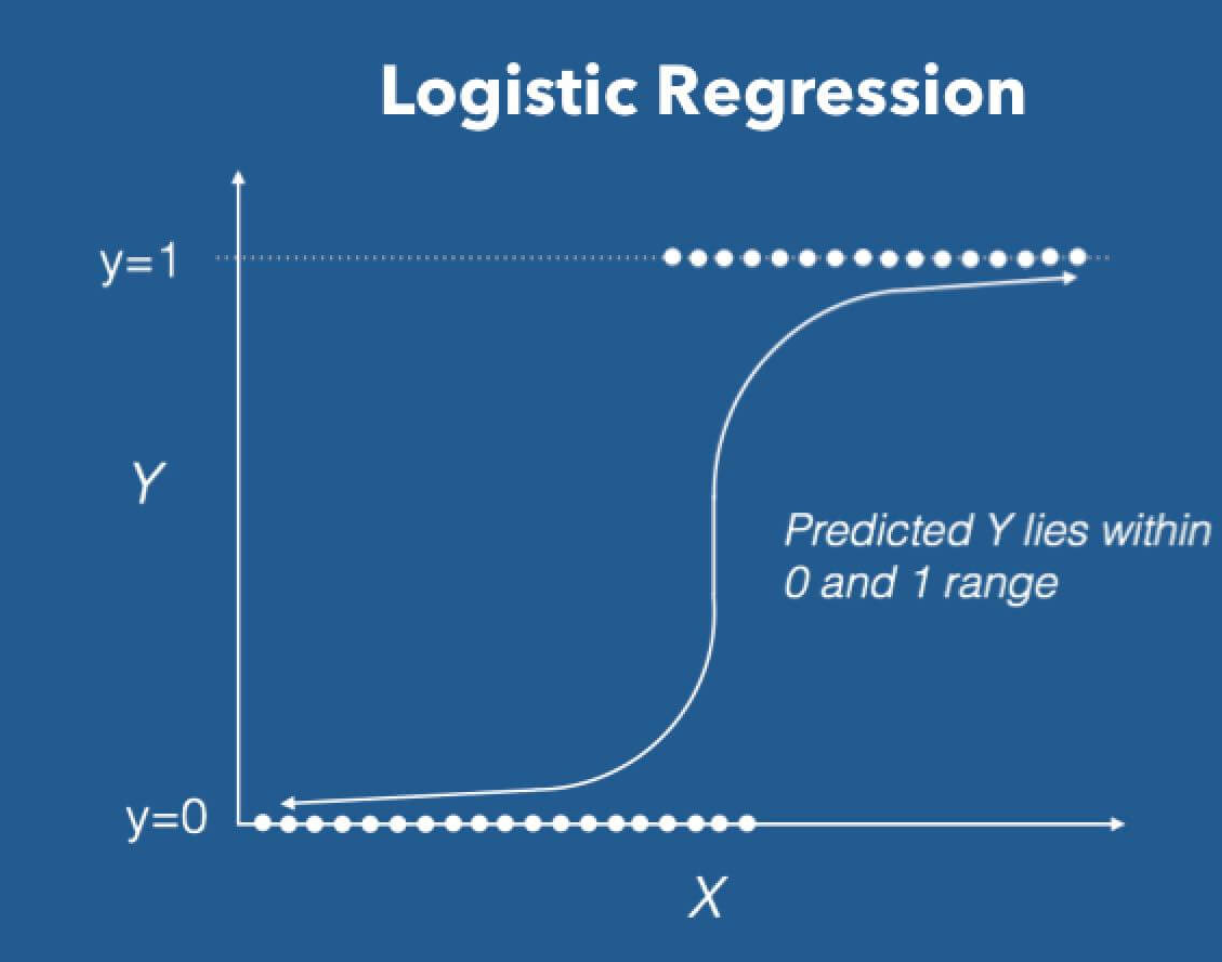 Logistic Regression
y=1
Y
Predicted Y lies within
0 and 1 range
y=0
X